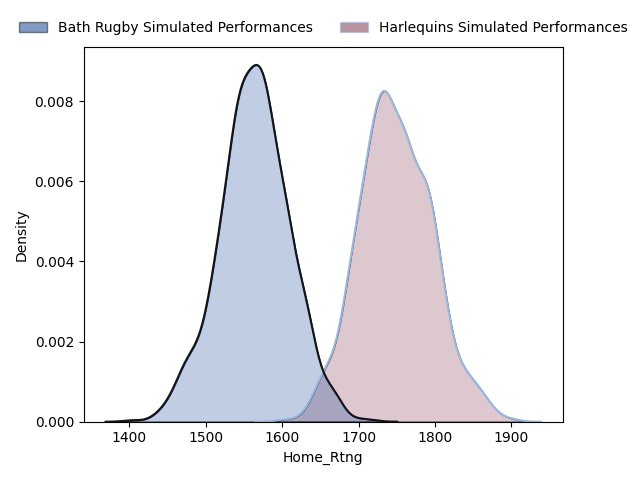 Bath Rugby Simulated Performances
Harlequins Simulated Performances
0.008
0.006
0.004
0.002
0.000
Density
1400 1500 1600 1700 1800 1900
Home_Rtng